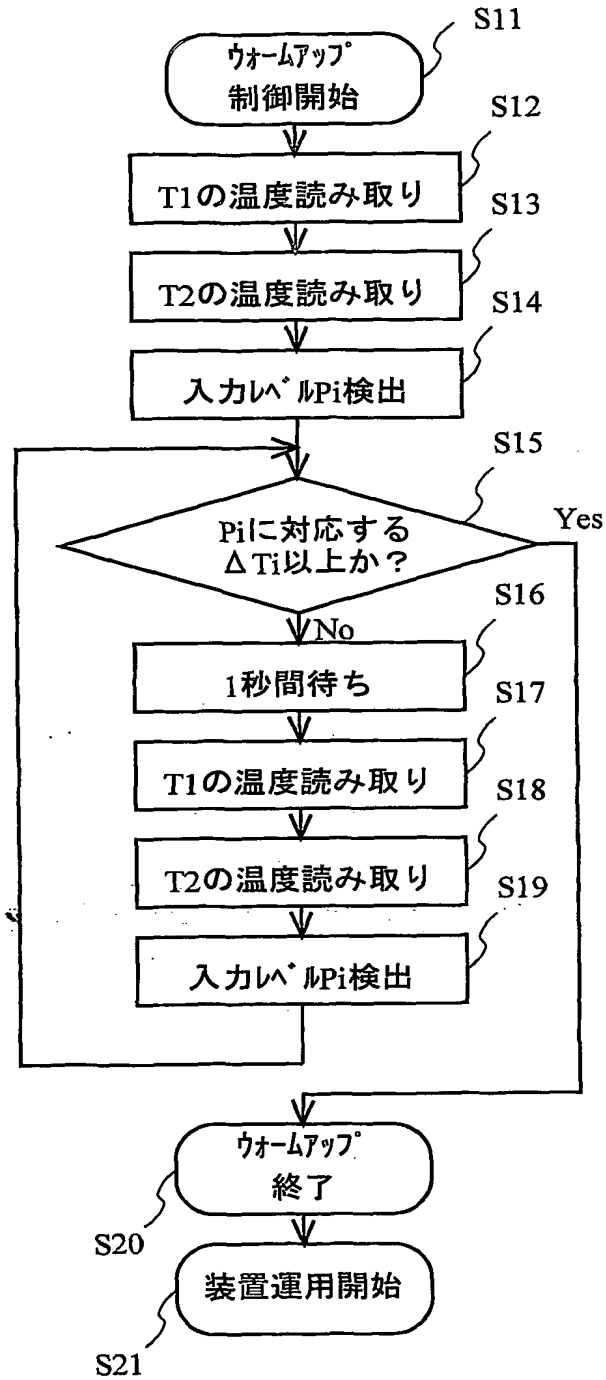 S11
ウォームアップ
制御開始
S12
T1の温度読み取り
S13
T2の温度読み取り
S14
入力レベルPi検出
S15
Piに対応する
ΔTi以上か？
Yes
No
S16
1秒間待ち
S17
T1の温度読み取り
S18
T2の温度読み取り
S19
入力レベルPi検出
ウォームアップ
終了
S20
装置運用開始
S21